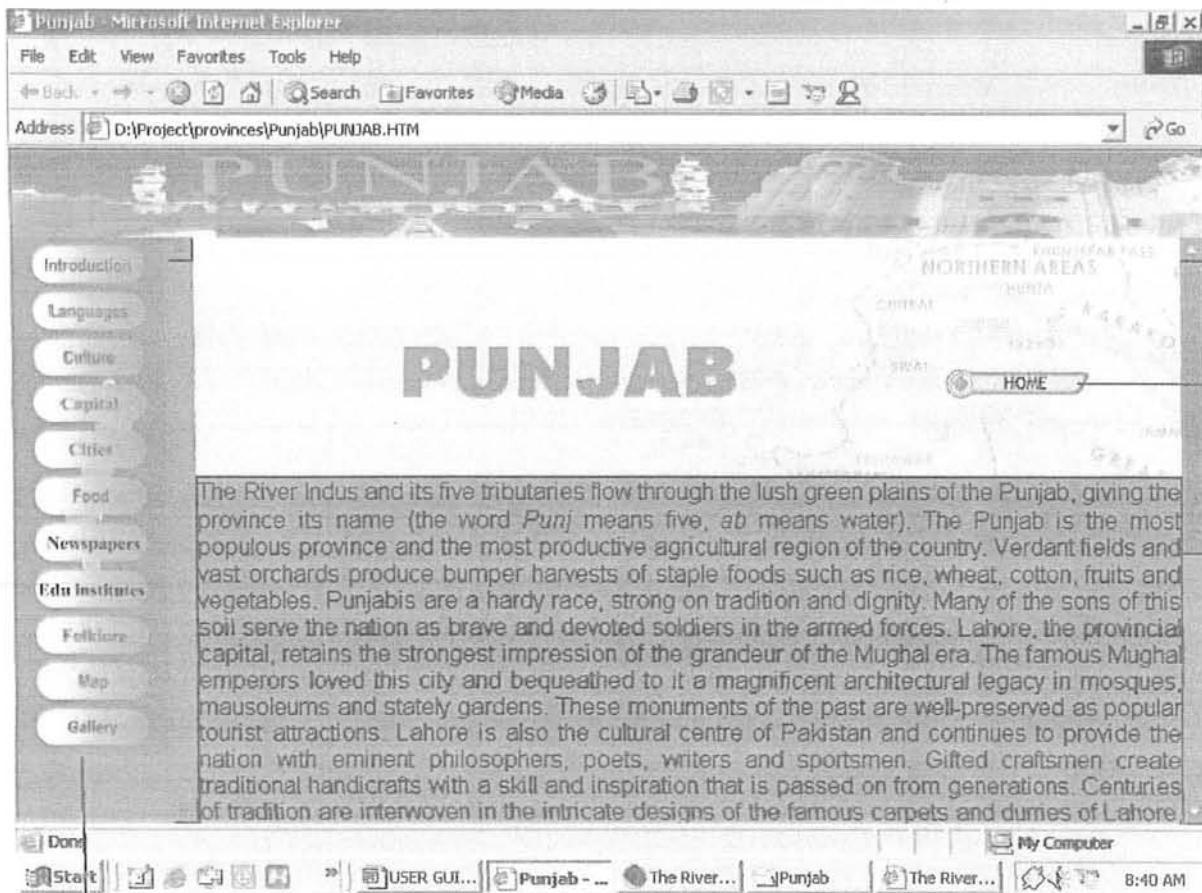 Punjab - Microsoft Internet Explorer
File Edit View Favorites Tools Help
Back Search Favorites Media
Address D:\Project\provinces\Punjab\PUNJAB.HTM Go
PUNJAB
Introduction
Languages
Culture
Capital
Cities
Food
Newspapers
Edu institutes
Folklore
Map
Gallery
NORTHERN AREAS
HUNZA
CHITRAL
SWAT
PUNJAB
HOME
The River Indus and its five tributaries flow through the lush green plains of the Punjab, giving the
province its name (the word Punj means five, ab means water). The Punjab is the most
populous province and the most productive agricultural region of the country. Verdant fields and
vast orchards produce bumper harvests of staple foods such as rice, wheat, cotton, fruits and
vegetables. Punjabis are a hardy race, strong on tradition and dignity. Many of the sons of this
soil serve the nation as brave and devoted soldiers in the armed forces. Lahore, the provincial
capital, retains the strongest impression of the grandeur of the Mughal era. The famous Mughal
emperors loved this city and bequeathed to it a magnificent architectural legacy in mosques,
mausoleums and stately gardens. These monuments of the past are well-preserved as popular
tourist attractions. Lahore is also the cultural centre of Pakistan and continues to provide the
nation with eminent philosophers, poets, writers and sportsmen. Gifted craftsmen create
traditional handicrafts with a skill and inspiration that is passed on from generations. Centuries
of tradition are interwoven in the intricate designs of the famous carpets and durries of Lahore,
Done My Computer
Start USER GUI... Punjab - ... The River... Punjab The River... 8:40 AM